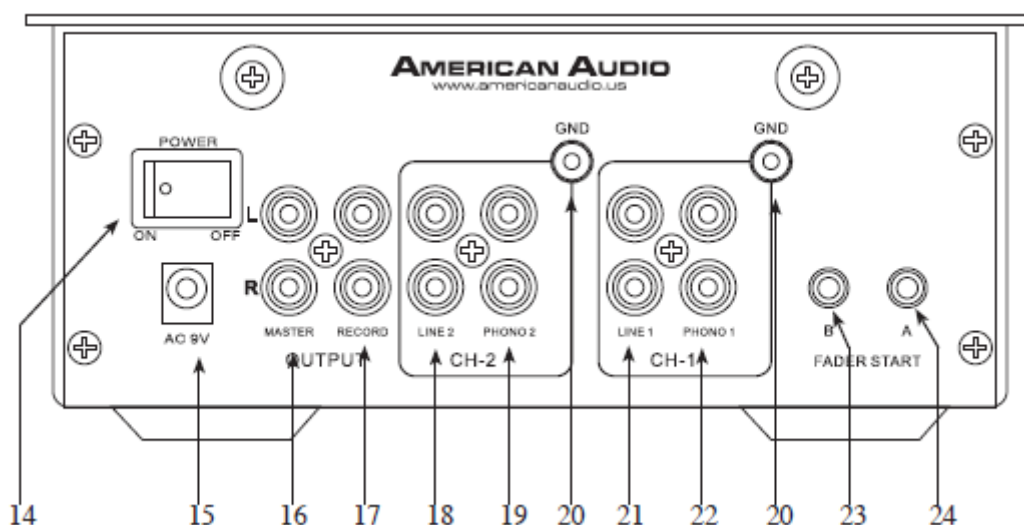 AMERICAN AUDIO
www.americanaudio.us
POWER
ON OFF
AC 9V
L
R
MASTER RECORD
OUTPUT
GND
LINE 2 PHONO 2
CH-2
GND
LINE 1 PHONO 1
CH-1
B A
FADER START
14 15 16 17 18 19 20 21 22 20 23 24